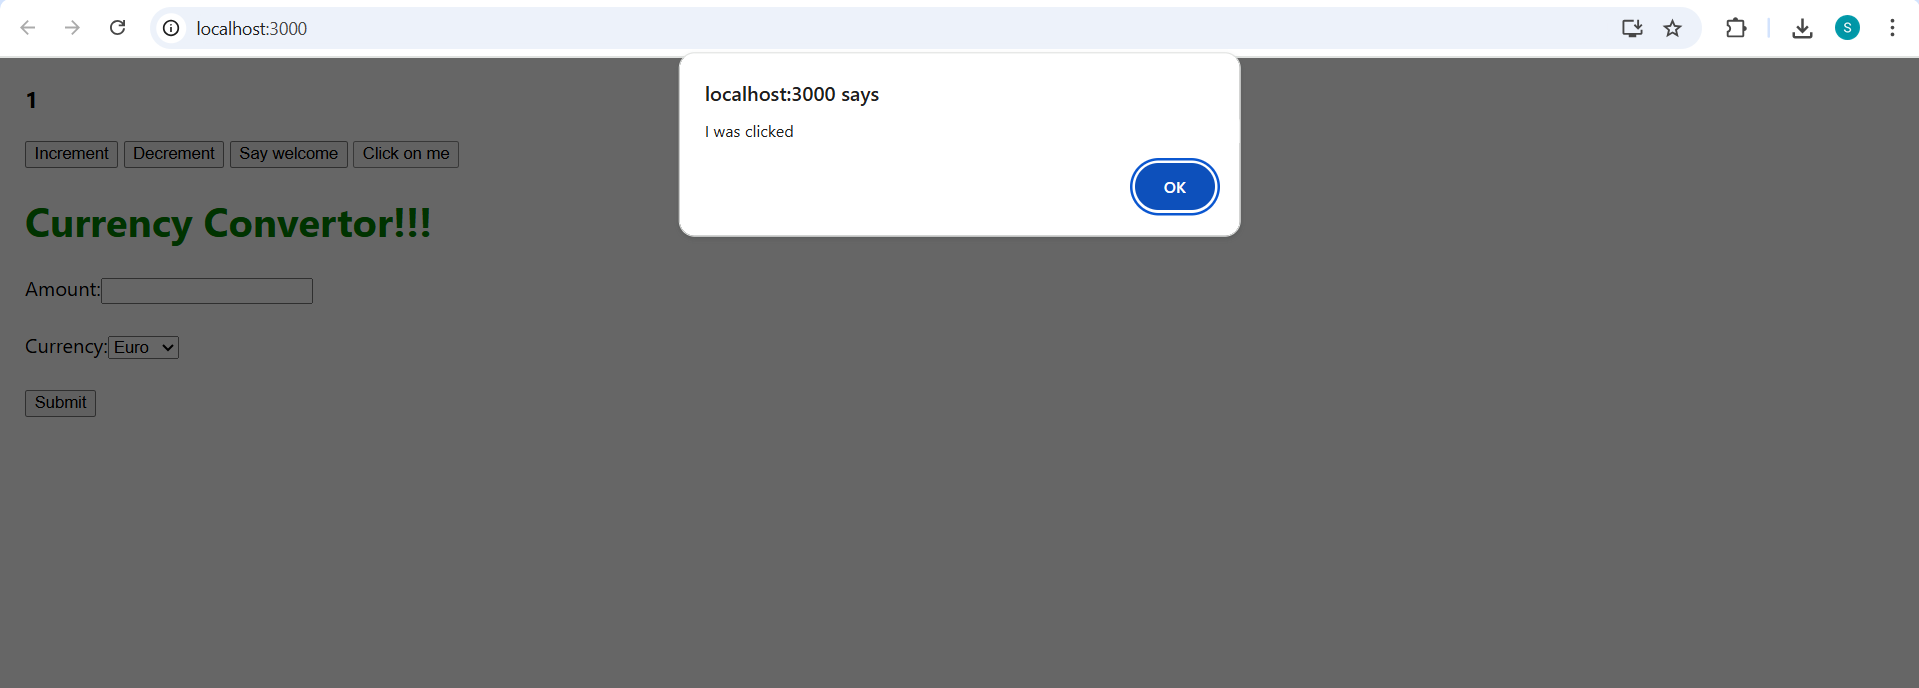 localhost:3000
S
localhost:3000 says
I was clicked
OK
1
Increment Decrement Say welcome Click on me
Currency Convertor!!!
Amount:
Currency: Euro
Submit